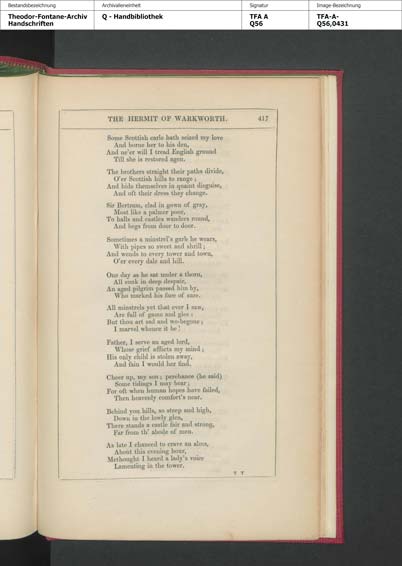 Bestandsbezeichnung Archivalieneinheit Signatur Image-Bezeichnung
Theodor-Fontane-Archiv Q - Handbibliothek TFA A TFA-A-
Handschriften Q56 Q56,0431
THE HERMIT OF WARKWORTH. 417
Some Scottish carle hath seized my love
And borne her to his den,
And ne'er will I tread English ground
Till she is restored agen.
The brothers straight their paths divide,
O'er Scottish hills to range;
And hide themselves in quaint disguise,
And oft their dress they change.
Sir Bertram, clad in gown of gray,
Most like a palmer poor,
To halls and castles wanders round,
And begs from door to door.
Sometimes a minstrel's garb he wears,
With pipes so sweet and shrill;
And wends to every tower and town,
O'er every dale and hill.
One day as he sat under a thorn,
All sunk in deep despair,
An aged pilgrim passed him by,
Who marked his face of care.
All minstrels yet that ever I saw,
Are full of game and glee:
But thou art sad and wo-begone;
I marvel whence it be!
Father, I serve an aged lord,
Whose grief afflicts my mind;
His only child is stolen away,
And fain I would her find.
Cheer up, my son; perchance (he said)
Some tidings I may bear;
For oft when human hopes have failed,
Then heavenly comfort's near.
Behind yon hills, so steep and high,
Down in the lowly glen,
There stands a castle fair and strong,
Far from th' abode of men.
As late I chanced to crave an alms,
About this evening hour,
Methought I heard a lady's voice
Lamenting in the tower.